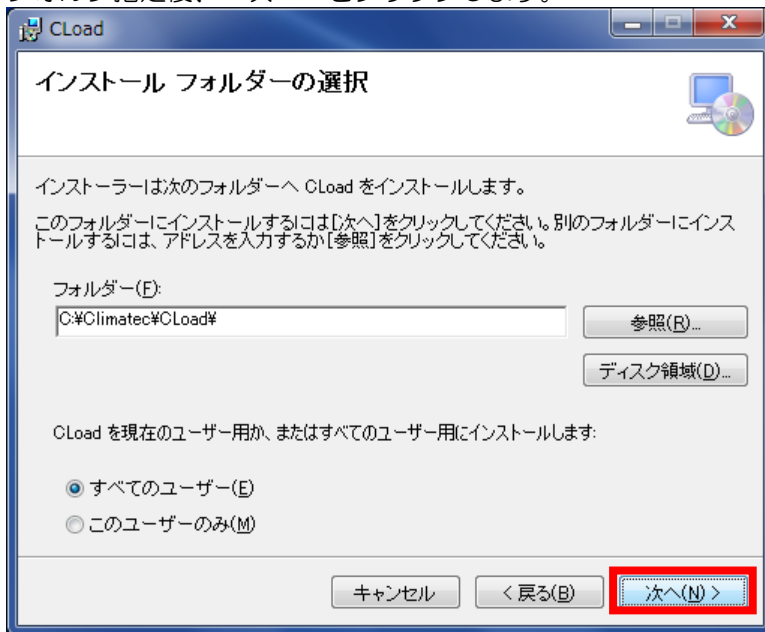 CLoad
インストール フォルダーの選択
インストーラーは次のフォルダーへ CLoad をインストールします。
このフォルダーにインストールするには[次へ]をクリックしてください。別のフォルダーにインス
トールするには、アドレスを入力するか[参照]をクリックしてください。
フォルダー(F):
C:¥Climatec¥CLoad¥
参照(R)...
ディスク領域(D)...
CLoad を現在のユーザー用か、またはすべてのユーザー用にインストールします:
すべてのユーザー(E)
このユーザーのみ(M)
キャンセル
< 戻る(B)
次へ(N) >